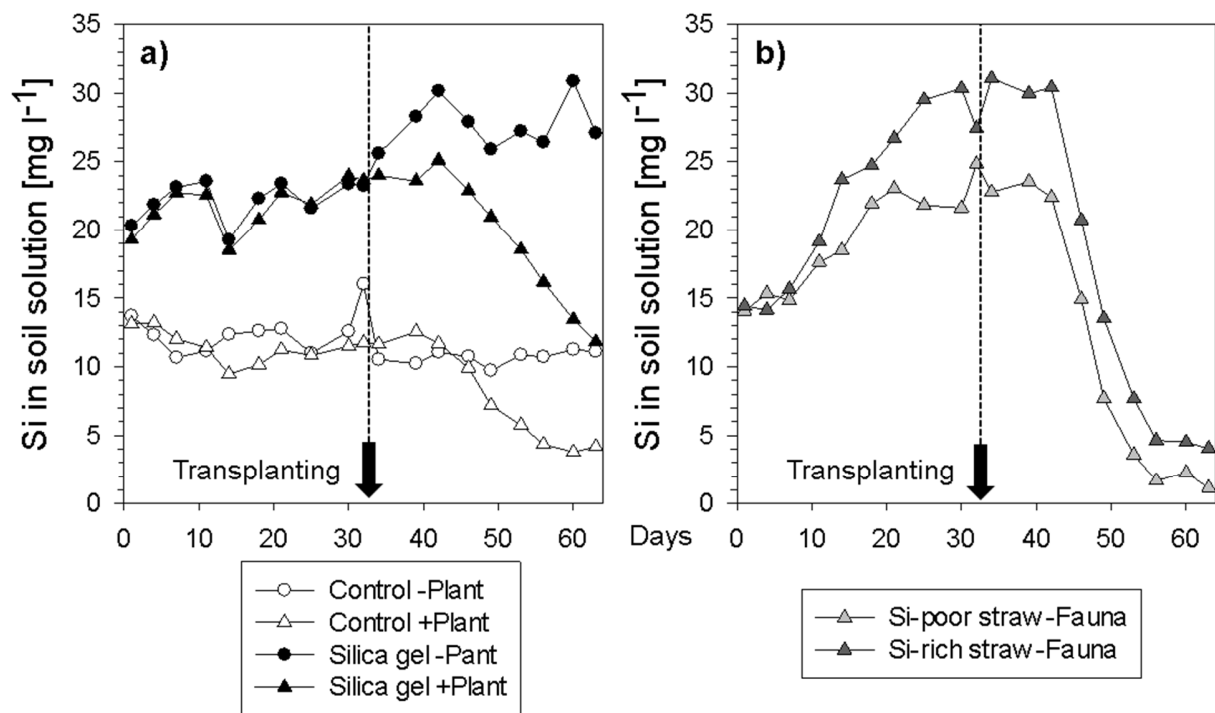 35
30
25
20
15
10
5
0
Si in soil solution [mg l-1]
a)
Transplanting
0 10 20 30 40 50 60
Days
Control -Plant
Control +Plant
Silica gel -Pant
Silica gel +Plant
35
30
25
20
15
10
5
0
Si in soil solution [mg l-1]
b)
Transplanting
0 10 20 30 40 50 60
Si-poor straw -Fauna
Si-rich straw -Fauna